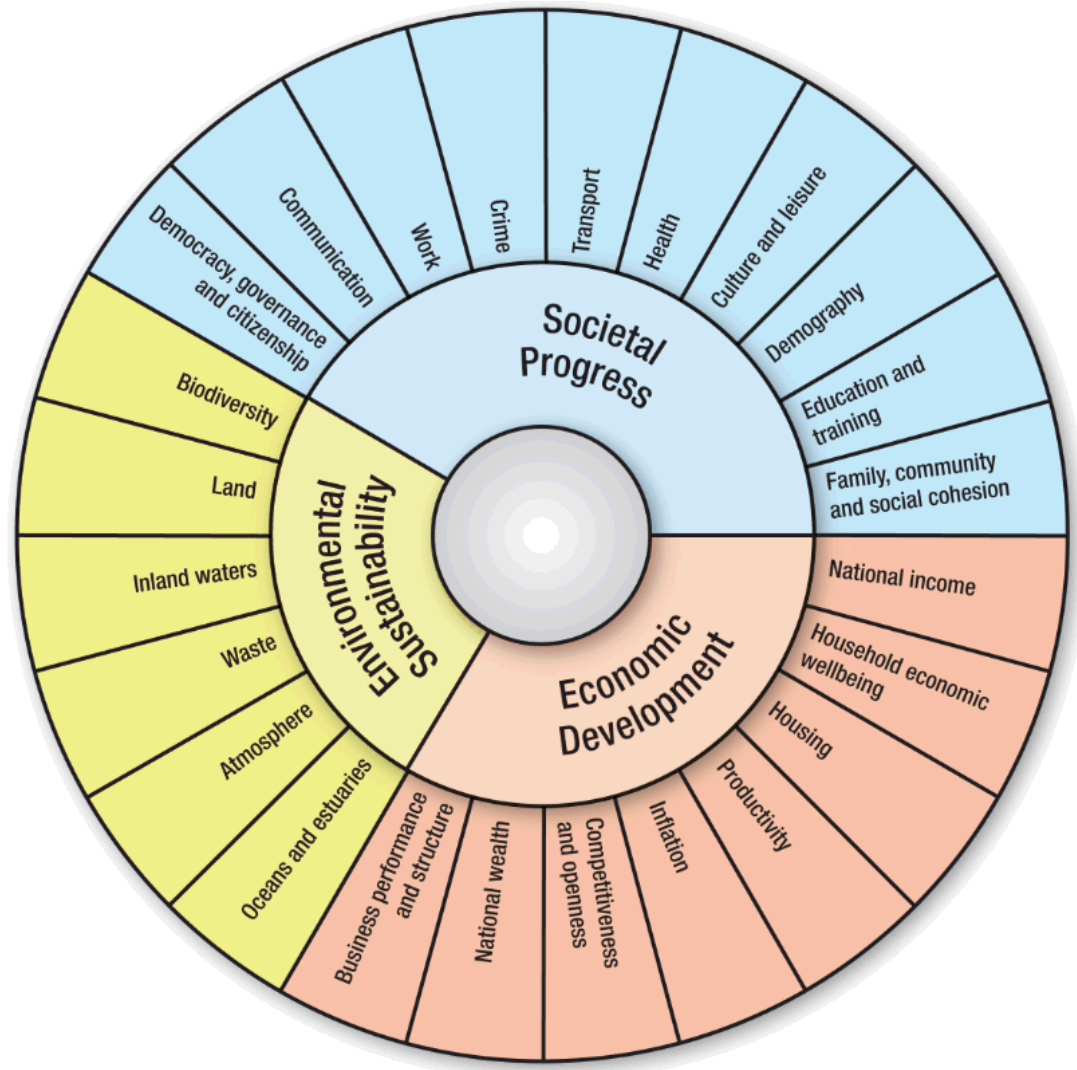 Societal
Progress
Economic
Development
Environmental
Sustainability
Democracy, governance
and citizenship
Communication
Work
Crime
Transport
Health
Culture and leisure
Demography
Education and
training
Family, community
and social cohesion
National income
Household economic
wellbeing
Housing
Productivity
Inflation
Competitiveness
and openness
National wealth
Business performance
and structure
Oceans and estuaries
Atmosphere
Waste
Inland waters
Land
Biodiversity